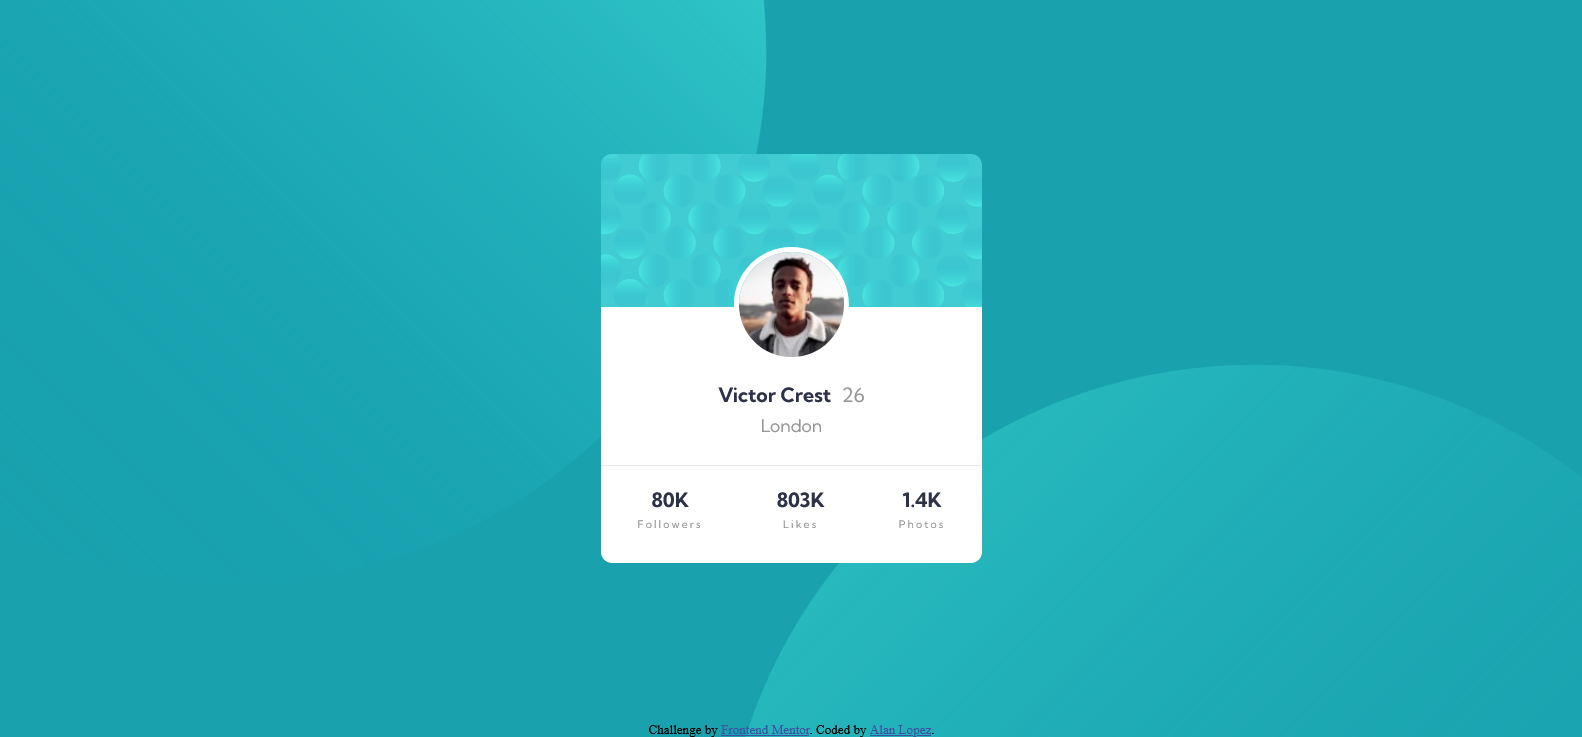 Victor Crest 26
London
80K 803K 1.4K
Followers Likes Photos
Challenge by Frontend Mentor. Coded by Alan Lopez.